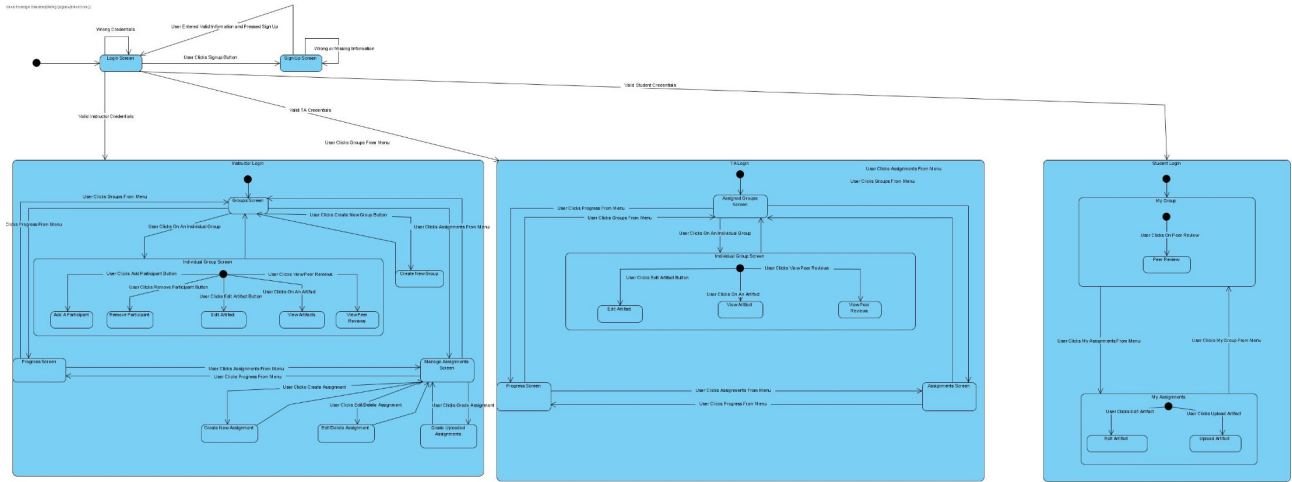 User Entered Valid Information and Pressed Sign Up
Wrong Credentials
Wrong or Missing Information
Login Screen
User Clicks Signup Button
SignUp Screen
Valid Student Credentials
Valid TA Credentials
Valid Instructor Credentials
User Clicks Groups From Menu
Instructor Login
User Clicks Groups From Menu
Groups Screen
User Clicks Create New Group Button
Clicks Progress From Menu
User Clicks On An Individual Group
User Clicks Assignments From Menu
Individual Group Screen
User Clicks Add Participant Button
User Clicks View Peer Reviews
Create New Group
User Clicks Remove Participant Button
User Clicks Edit Artifact Button
User Clicks On An Artifact
Add A Participant
Remove Participant
Edit Artifact
View Artifacts
View Peer Reviews
Progress Screen
User Clicks Assignments From Menu
User Clicks Progress From Menu
Manage Assignments Screen
User Clicks Create Assignment
User Clicks Edit/Delete Assignment
User Clicks Grade Assignment
Create New Assignment
Edit/Delete Assignment
Grade Uploaded Assignments
TA Login
User Clicks Assignments From Menu
User Clicks Groups From Menu
Assigned Groups Screen
User Clicks Progress From Menu
User Clicks Groups From Menu
User Clicks On An Individual Group
Individual Group Screen
User Clicks View Peer Reviews
User Clicks Edit Artifact Button
User Clicks On An Artifact
Edit Artifact
View Artifact
View Peer Reviews
Progress Screen
User Clicks Assignments From Menu
User Clicks Progress From Menu
Assignments Screen
Student Login
My Group
User Clicks On Peer Review
Peer Review
User Clicks My Assignments From Menu
User Clicks My Group From Menu
My Assignments
User Clicks Edit Artifact
User Clicks Upload Artifact
Edit Artifact
Upload Artifact